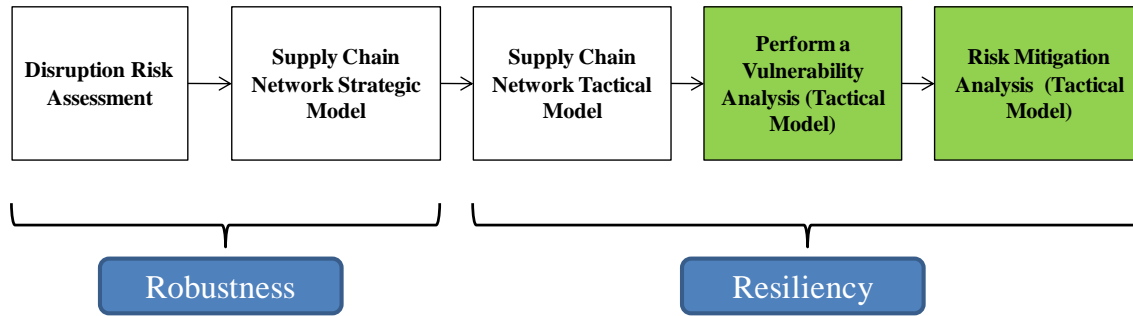 Disruption Risk
Assessment
Supply Chain
Network Strategic
Model
Supply Chain
Network Tactical
Model
Perform a
Vulnerability
Analysis (Tactical
Model)
Risk Mitigation
Analysis (Tactical
Model)
Robustness
Resiliency